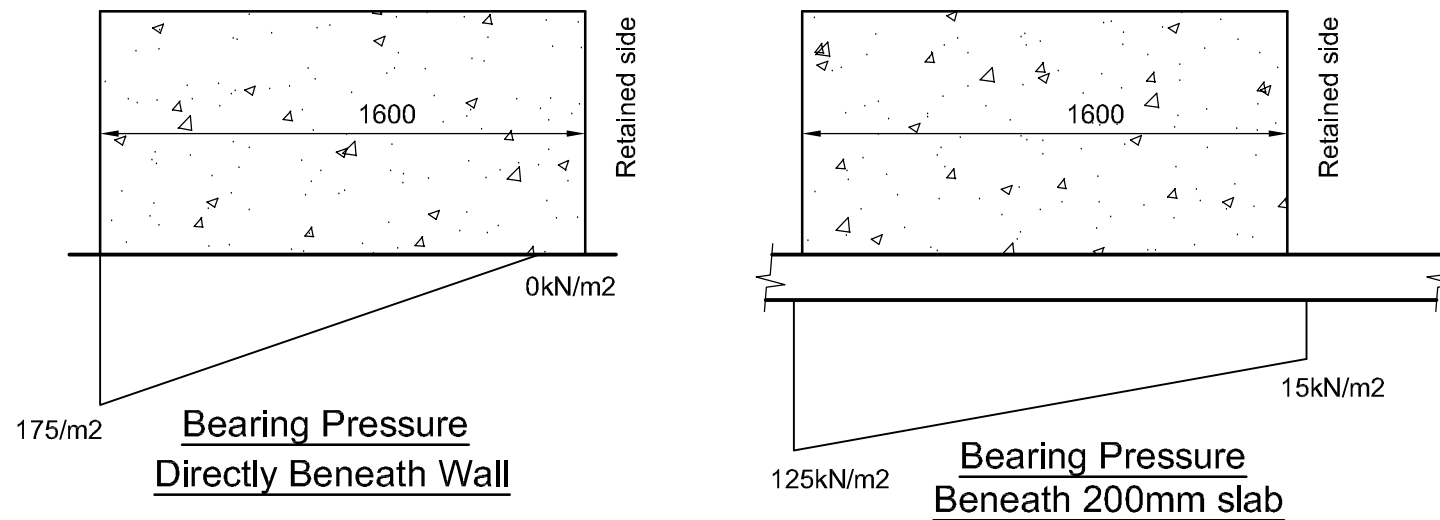 1600
Retained side
0kN/m2
175/m2
Bearing Pressure
Directly Beneath Wall
1600
Retained side
15kN/m2
125kN/m2
Bearing Pressure
Beneath 200mm slab